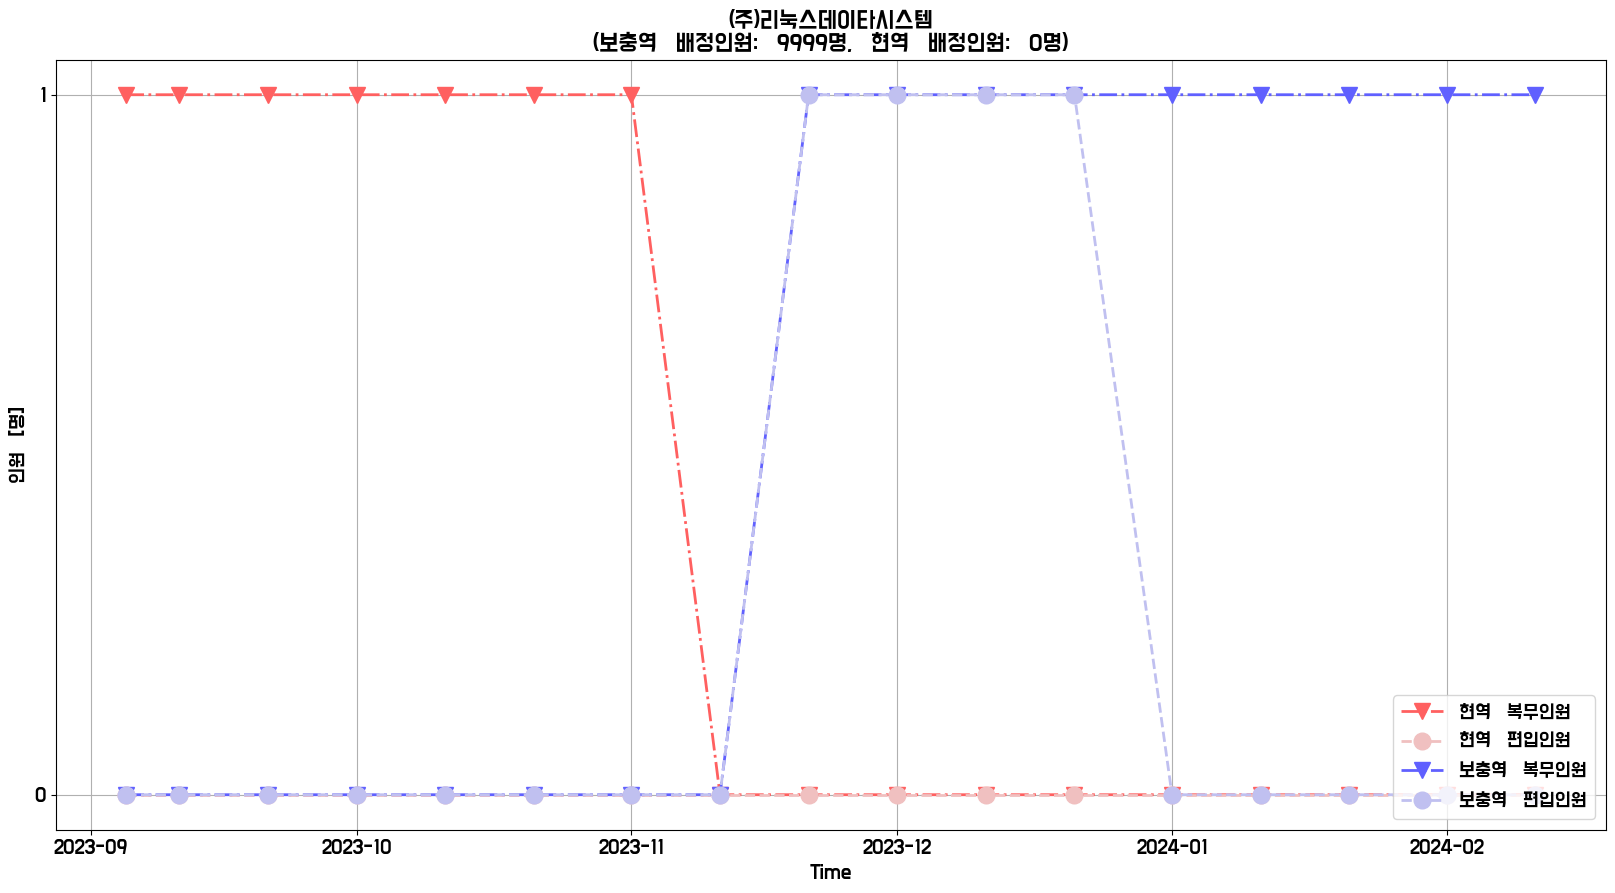 (주)리눅스데이타시스템
(보충역 배정인원: 9999명, 현역 배정인원: 0명)
인원 [명]
1
0
현역 복무인원
현역 편입인원
보충역 복무인원
보충역 편입인원
2023-09 2023-10 2023-11 2023-12 2024-01 2024-02
Time